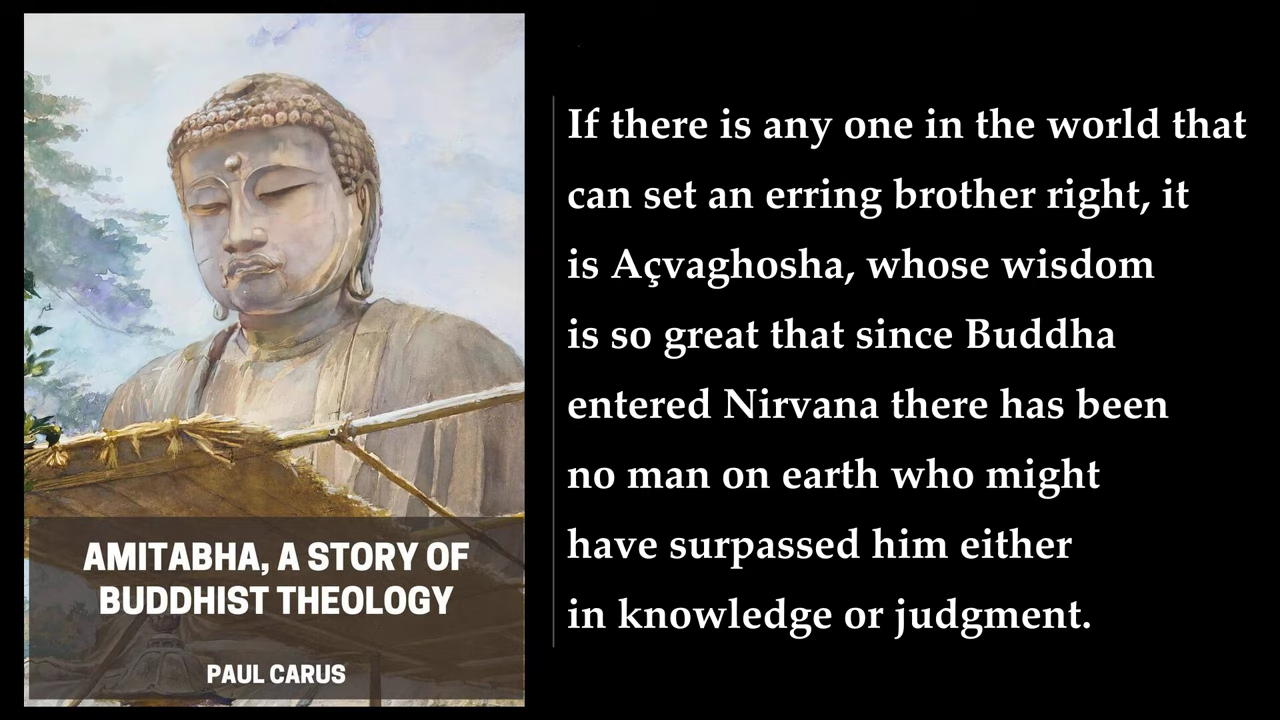 AMITABHA, A STORY OF
BUDDHIST THEOLOGY
PAUL CARUS
If there is any one in the world that
can set an erring brother right, it
is Açvaghosha, whose wisdom
is so great that since Buddha
entered Nirvana there has been
no man on earth who might
have surpassed him either
in knowledge or judgment.